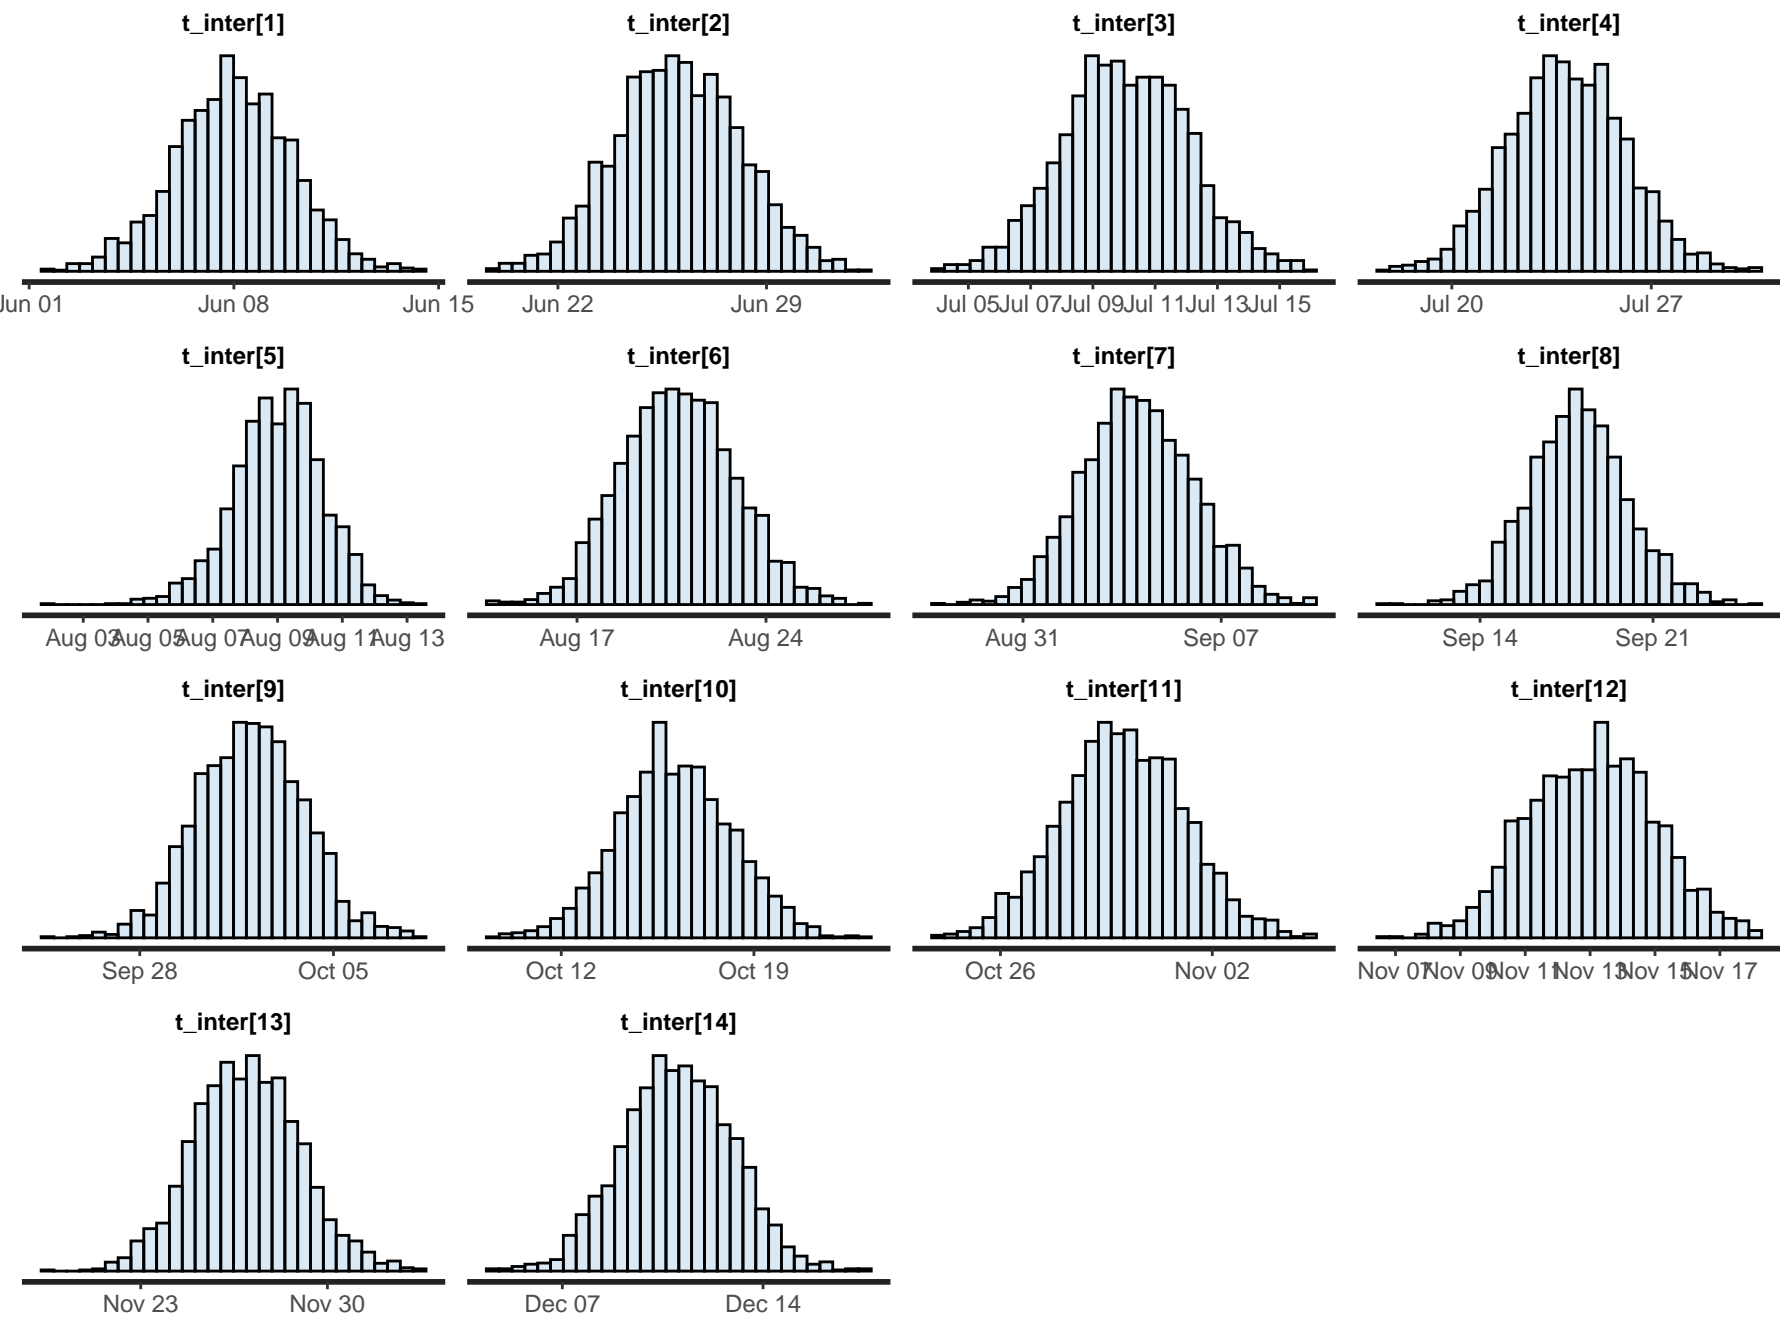 t_inter[1] t_inter[2] t_inter[3] t_inter[4]
Jun 01 Jun 08 Jun 15 Jun 22 Jun 29 Jul 05 Jul 07 Jul 09 Jul 11 Jul 13 Jul 15 Jul 20 Jul 27
t_inter[5] t_inter[6] t_inter[7] t_inter[8]
Aug 03 Aug 05 Aug 07 Aug 09 Aug 11 Aug 13 Aug 17 Aug 24 Aug 31 Sep 07 Sep 14 Sep 21
t_inter[9] t_inter[10] t_inter[11] t_inter[12]
Sep 28 Oct 05 Oct 12 Oct 19 Oct 26 Nov 02 Nov 07 Nov 09 Nov 11 Nov 13 Nov 15 Nov 17
t_inter[13] t_inter[14]
Nov 23 Nov 30 Dec 07 Dec 14